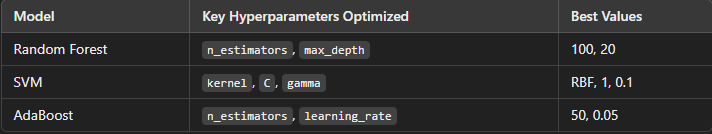 Model Key Hyperparameters Optimized Best Values
Random Forest n_estimators, max_depth 100, 20
SVM kernel, C, gamma RBF, 1, 0.1
AdaBoost n_estimators, learning_rate 50, 0.05